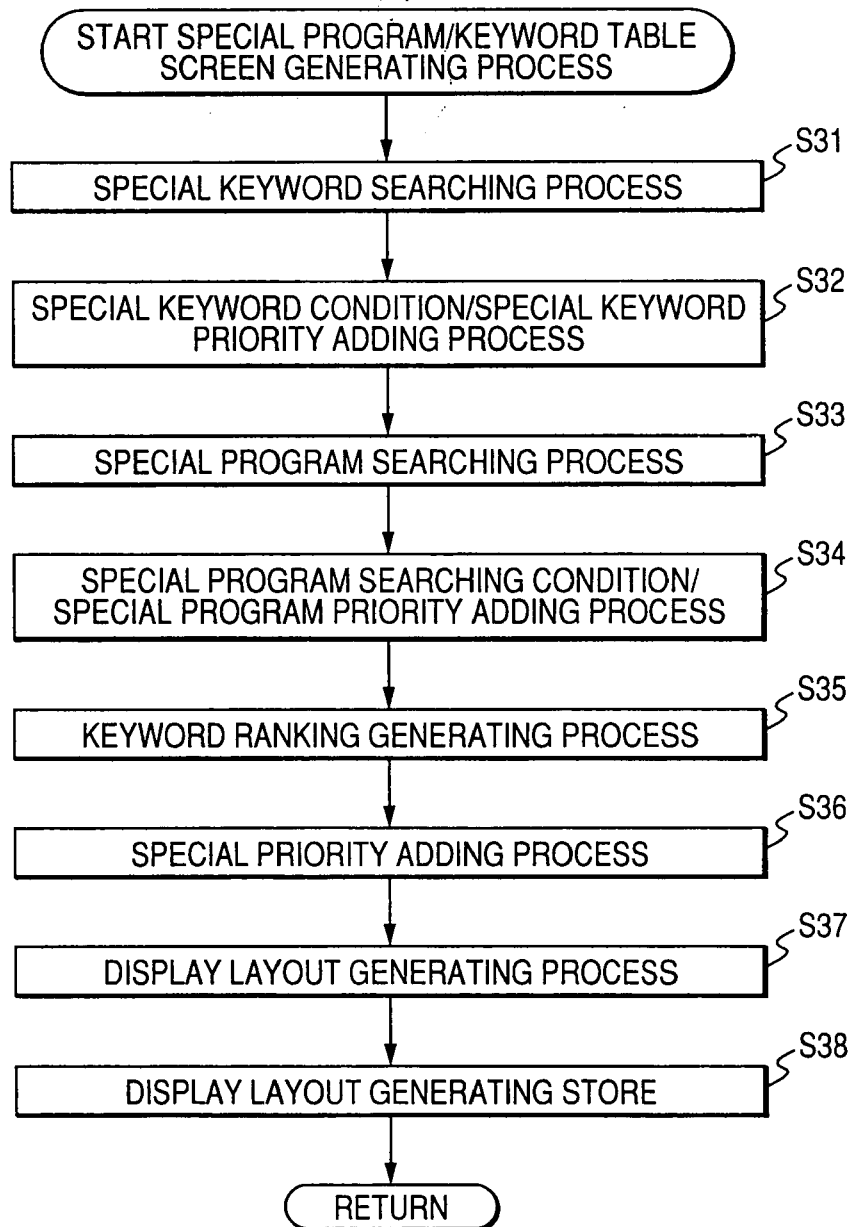 START SPECIAL PROGRAM/KEYWORD TABLE
SCREEN GENERATING PROCESS
S31
SPECIAL KEYWORD SEARCHING PROCESS
S32
SPECIAL KEYWORD CONDITION/SPECIAL KEYWORD
PRIORITY ADDING PROCESS
S33
SPECIAL PROGRAM SEARCHING PROCESS
S34
SPECIAL PROGRAM SEARCHING CONDITION/
SPECIAL PROGRAM PRIORITY ADDING PROCESS
S35
KEYWORD RANKING GENERATING PROCESS
S36
SPECIAL PRIORITY ADDING PROCESS
S37
DISPLAY LAYOUT GENERATING PROCESS
S38
DISPLAY LAYOUT GENERATING STORE
RETURN